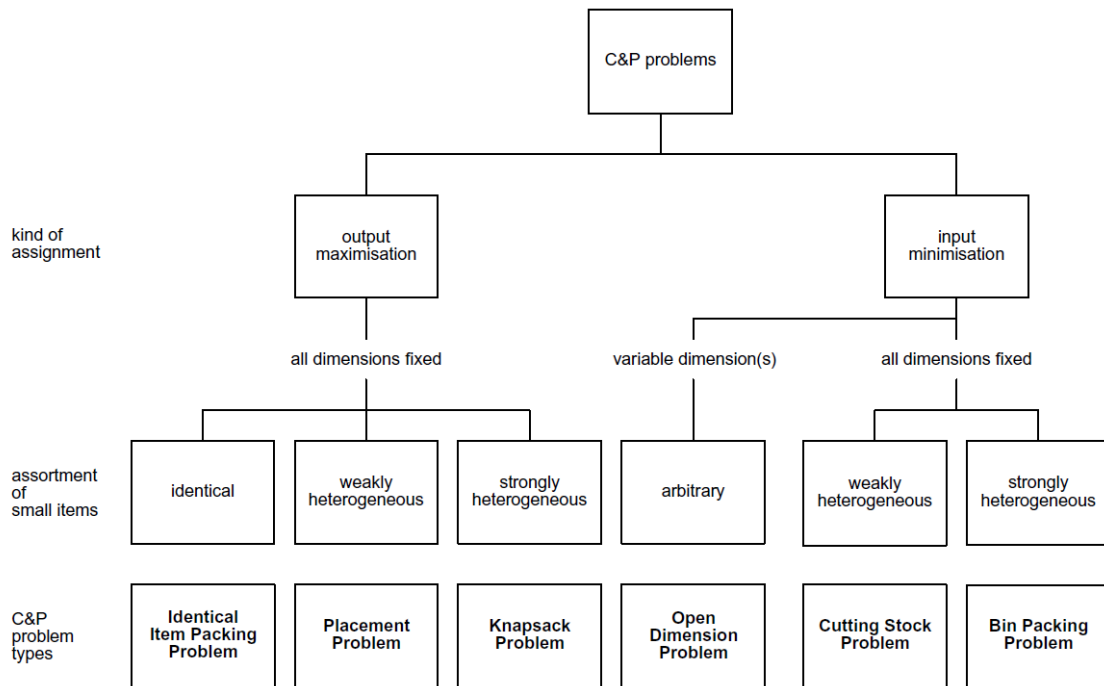 C&P problems
kind of
assignment
output
maximisation
input
minimisation
all dimensions fixed
variable dimension(s)
all dimensions fixed
assortment
of
small items
identical
weakly
heterogeneous
strongly
heterogeneous
arbitrary
weakly
heterogeneous
strongly
heterogeneous
C&P
problem
types
Identical
Item Packing
Problem
Placement
Problem
Knapsack
Problem
Open
Dimension
Problem
Cutting Stock
Problem
Bin Packing
Problem